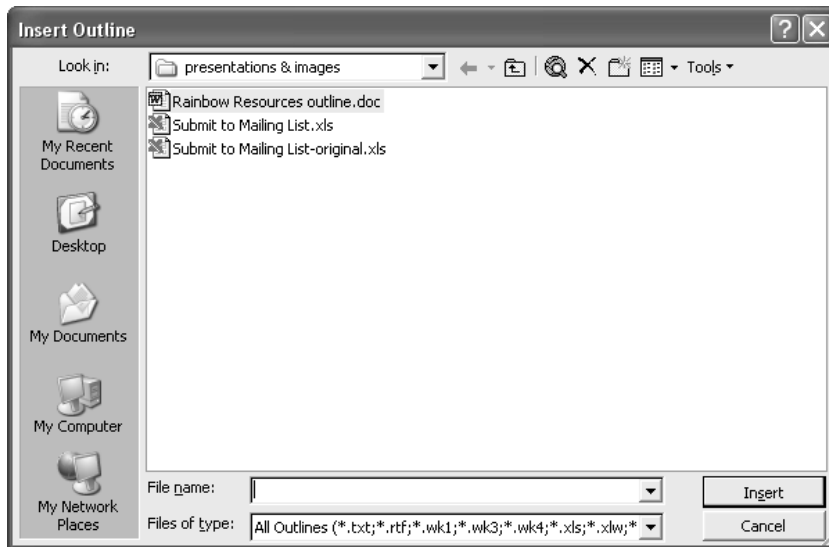 Insert Outline
Look in:
presentations & images
Tools
My Recent
Documents
Desktop
My Documents
My Computer
My Network
Places
Rainbow Resources outline.doc
Submit to Mailing List.xls
Submit to Mailing List-original.xls
File name:
Insert
Files of type:
All Outlines (*.txt;*.rtf;*.wk1;*.wk3;*.wk4;*.xls;*.xlw;*
Cancel